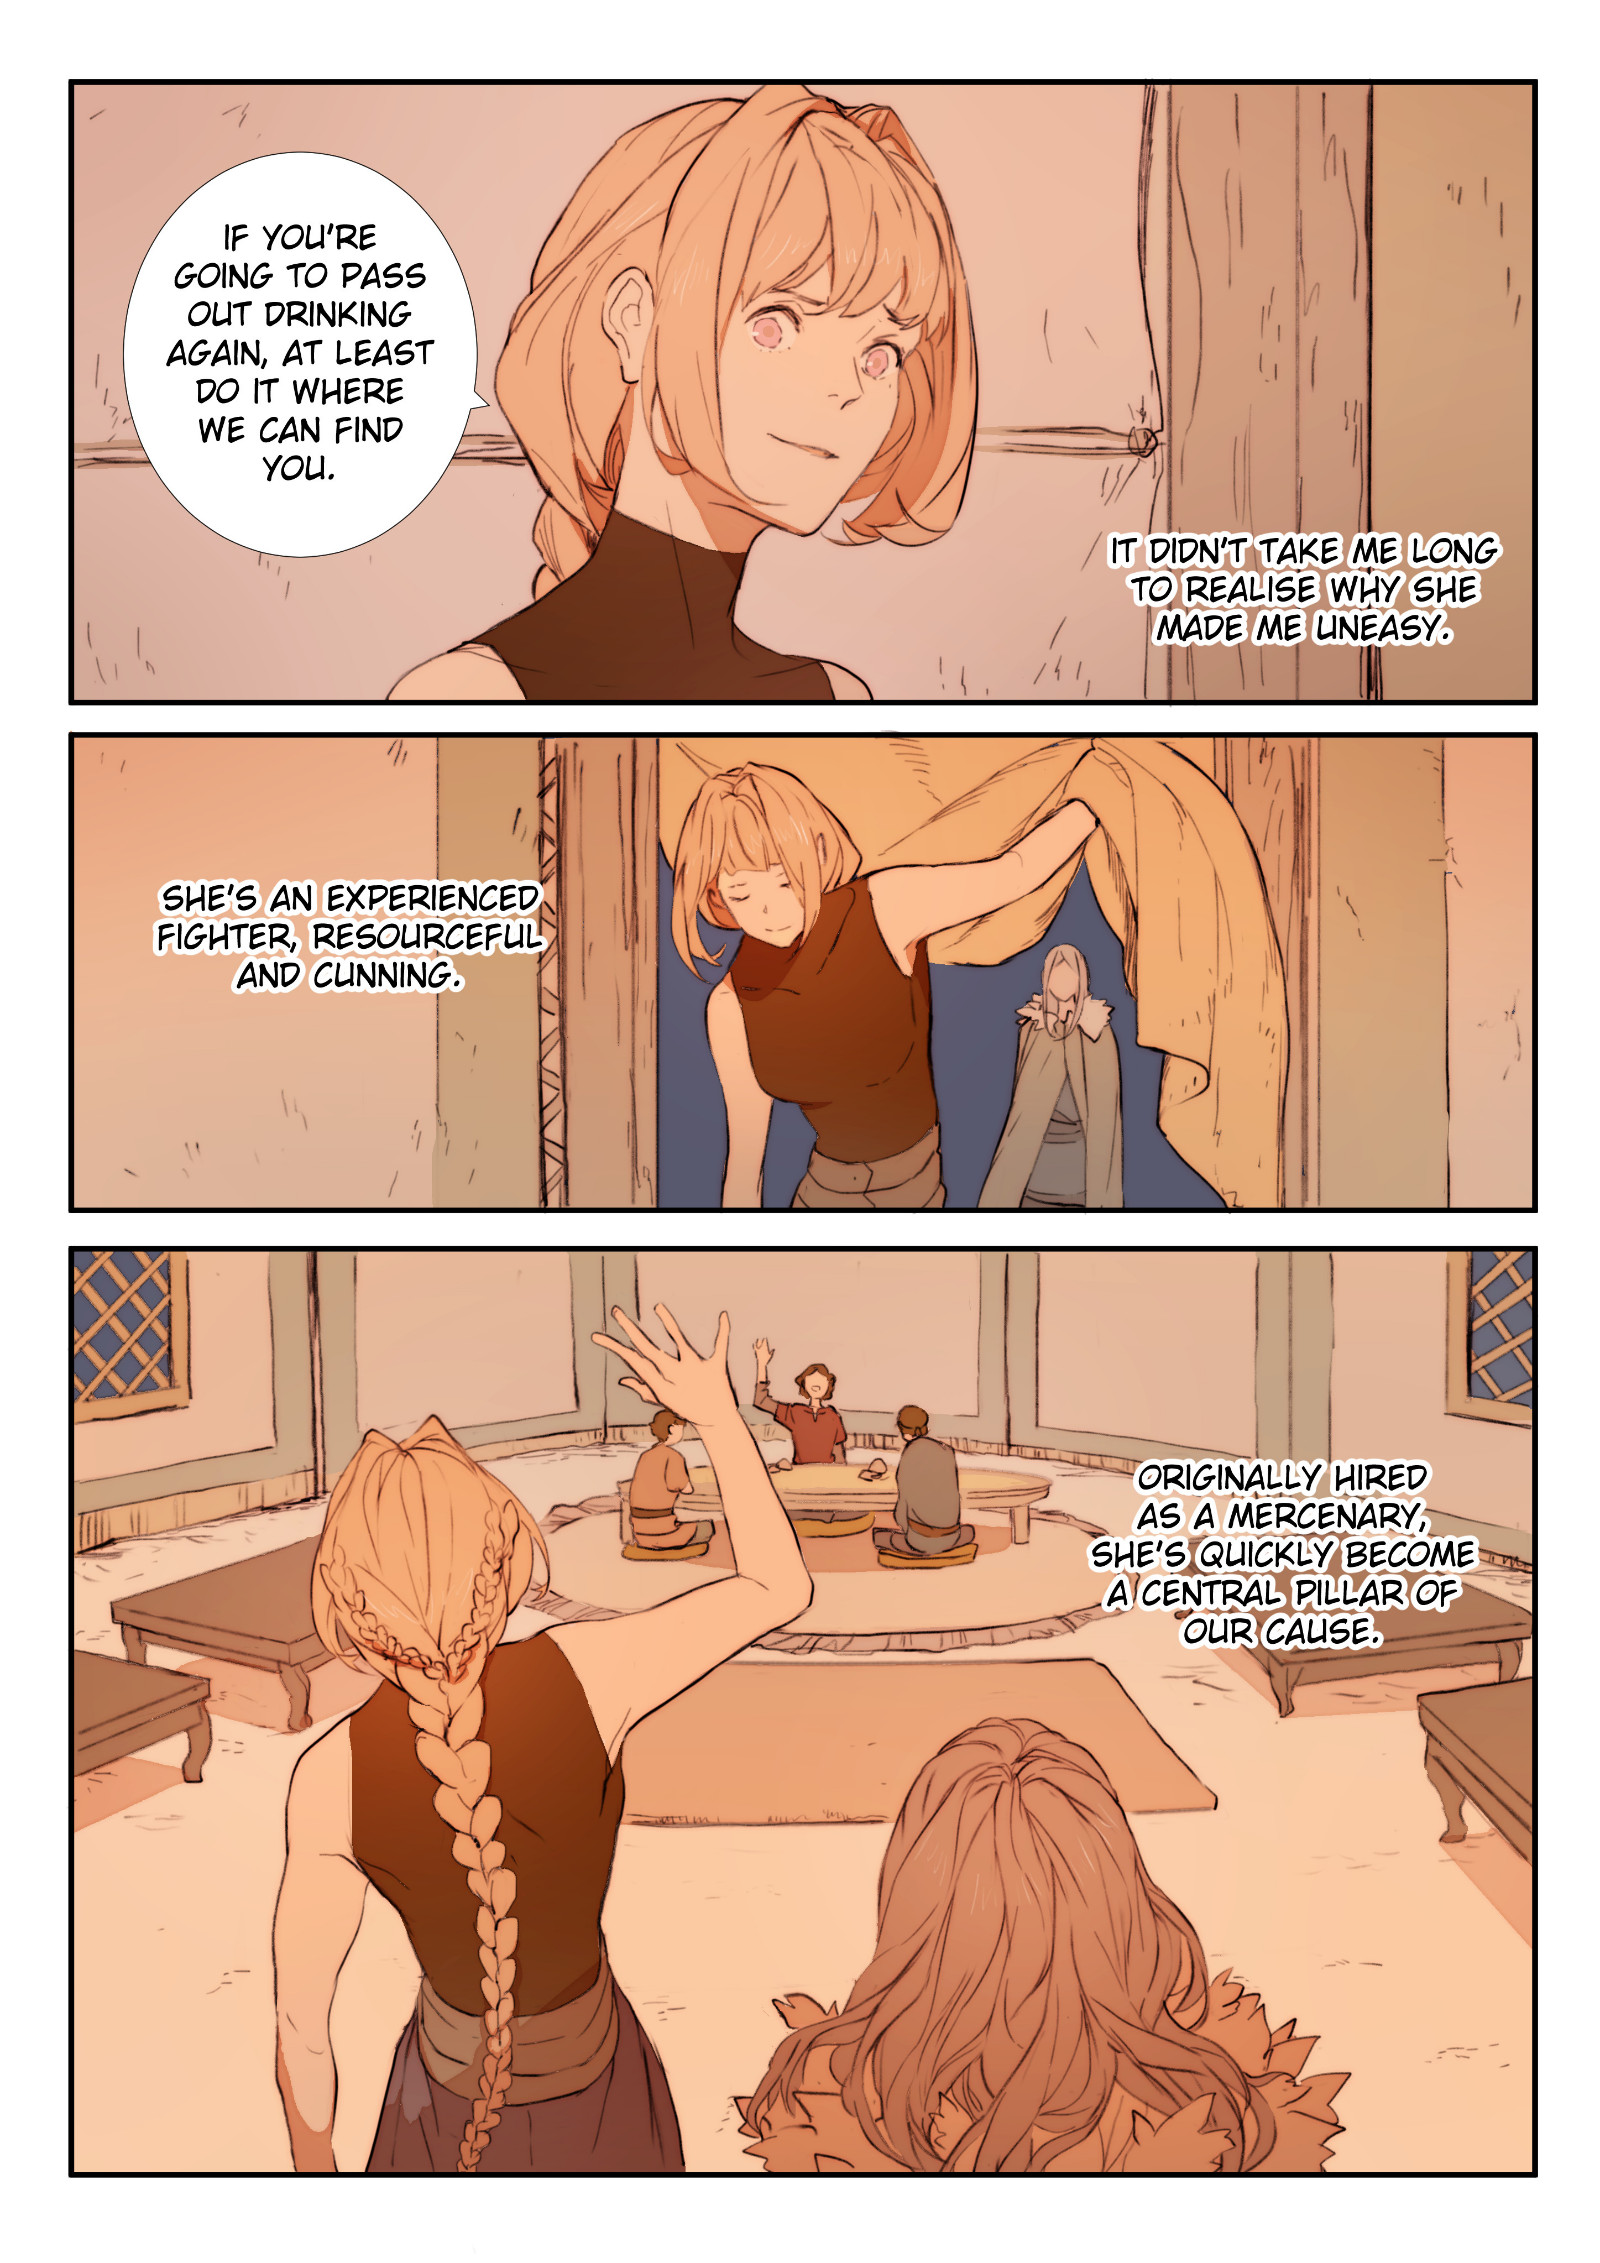 IF YOU'RE
GOING TO PASS
OUT DRINKING
AGAIN, AT LEAST
DO IT WHERE
WE CAN FIND
YOU.
IT DIDN'T TAKE ME LONG
TO REALISE WHY SHE
MADE ME UNEASY.
SHE'S AN EXPERIENCED
FIGHTER, RESOURCEFUL
AND CUNNING.
ORIGINALLY HIRED
AS A MERCENARY,
SHE'S QUICKLY BECOME
A CENTRAL PILLAR OF
OUR CAUSE.